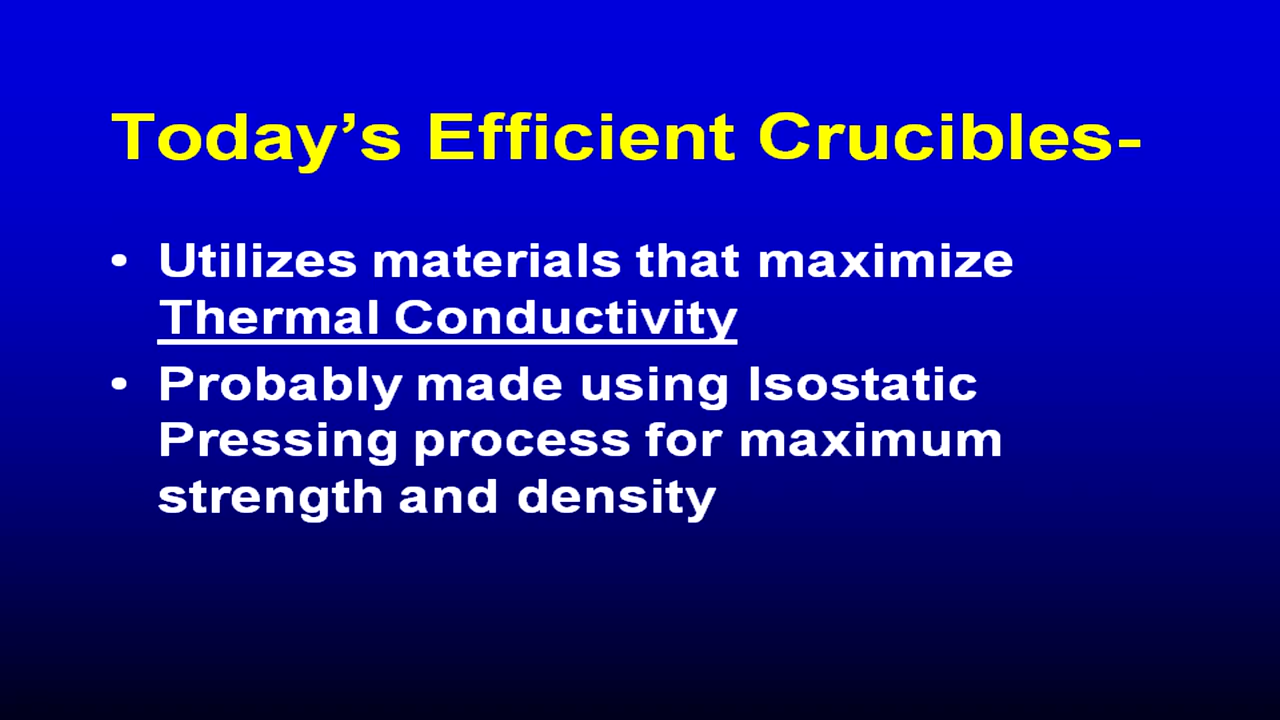 Today’s Efficient Crucibles-
• Utilizes materials that maximize
Thermal Conductivity
• Probably made using Isostatic
Pressing process for maximum
strength and density